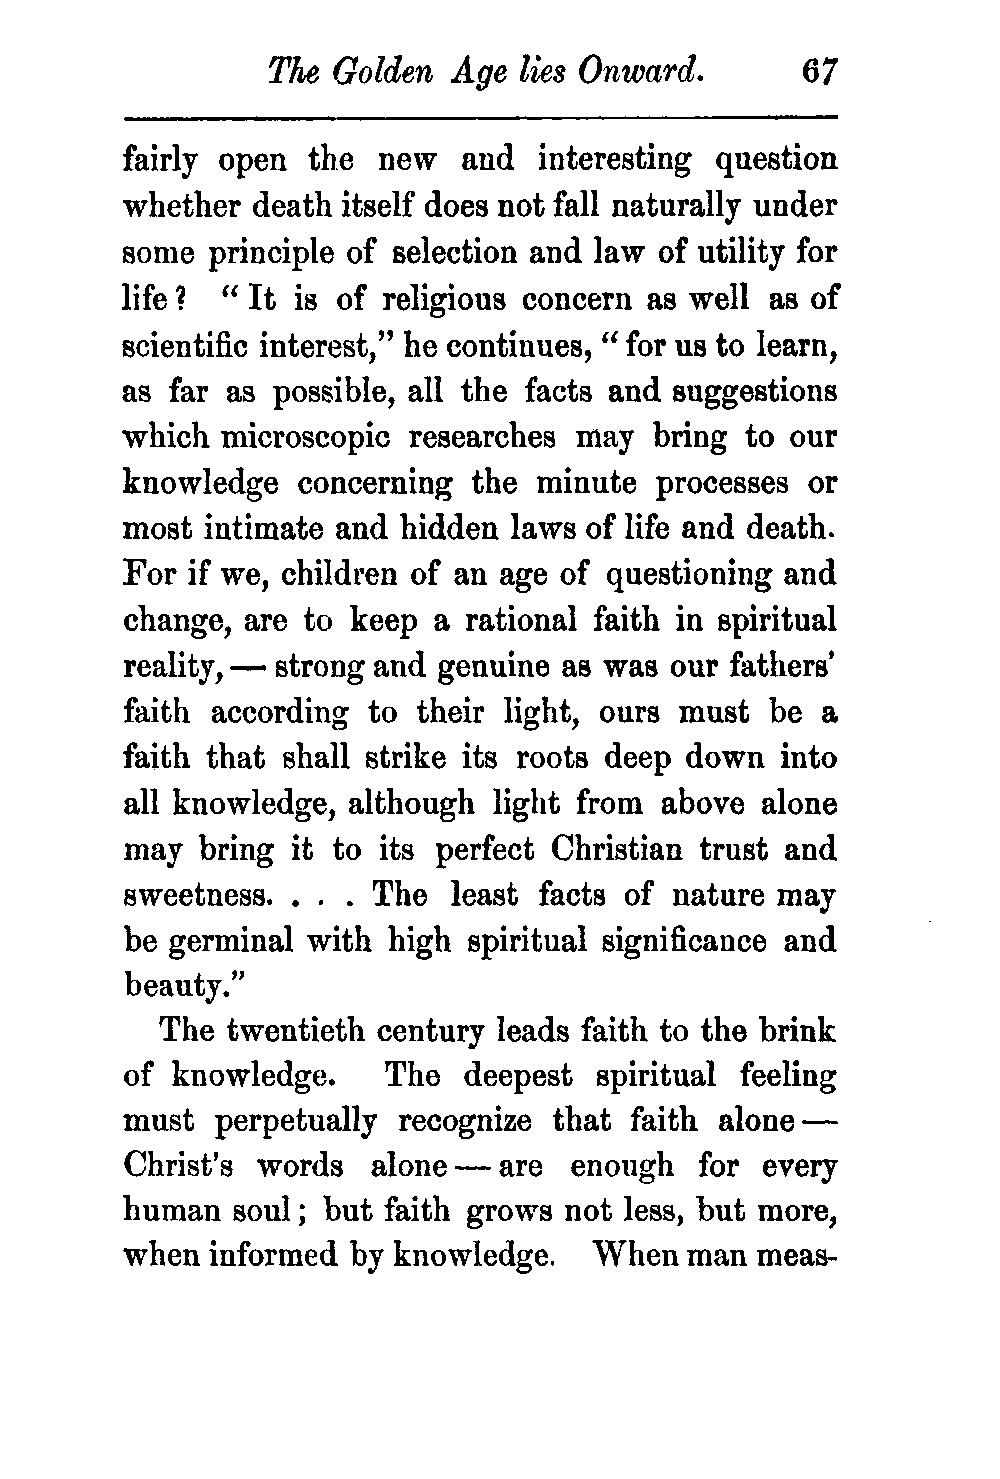 The Golden Age lies Onward. 67
fairly open the new and interesting question
whether death itself does not fall naturally under
some principle of selection and law of utility for
life? "It is of religious concern as well as of
scientific interest," he continues, "for us to learn,
as far as possible, all the facts and suggestions
which microscopic researches may bring to our
knowledge concerning the minute processes or
most intimate and hidden laws of life and death.
For if we, children of an age of questioning and
change, are to keep a rational faith in spiritual
reality, — strong and genuine as was our fathers'
faith according to their light, ours must be a
faith that shall strike its roots deep down into
all knowledge, although light from above alone
may bring it to its perfect Christian trust and
sweetness. . . . The least facts of nature may
be germinal with high spiritual significance and
beauty."
The twentieth century leads faith to the brink
of knowledge. The deepest spiritual feeling
must perpetually recognize that faith alone —
Christ's words alone — are enough for every
human soul; but faith grows not less, but more,
when informed by knowledge. When man meas-